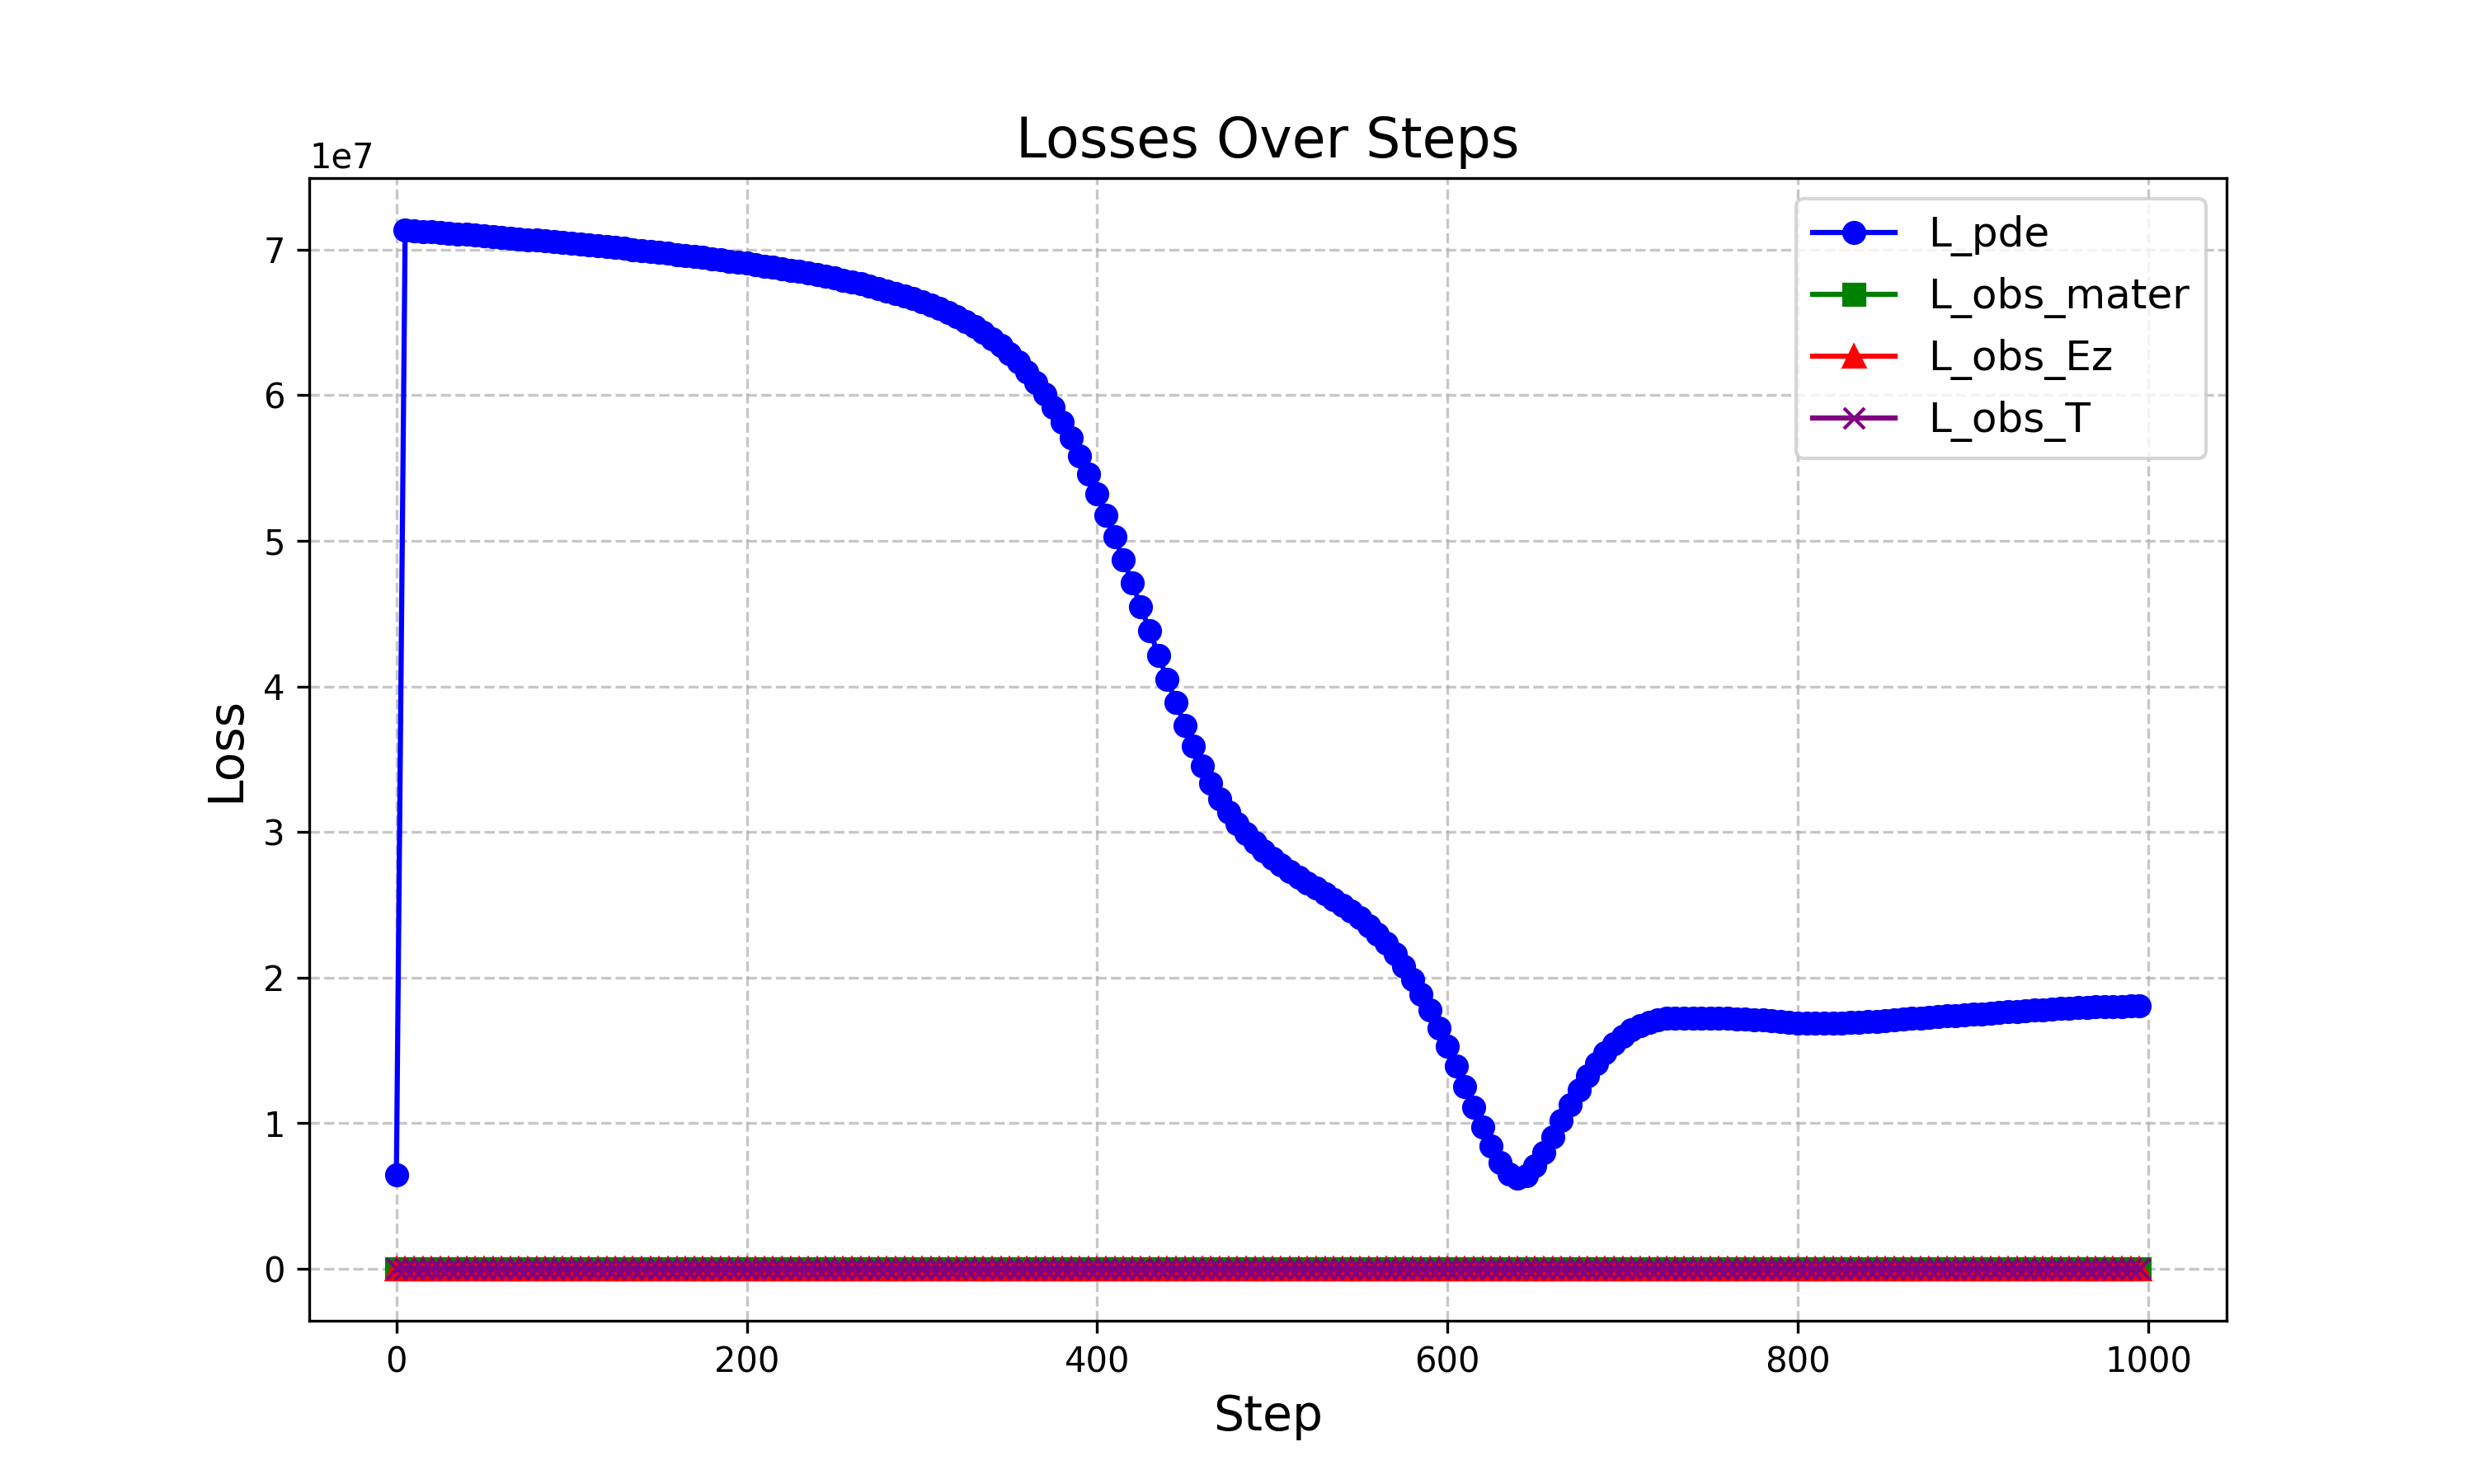 Losses Over Steps
1e7
L_pde
L_obs_mater
L_obs_Ez
L_obs_T
7
6
5
4
3
2
1
0
Loss
0 200 400 600 800 1000
Step